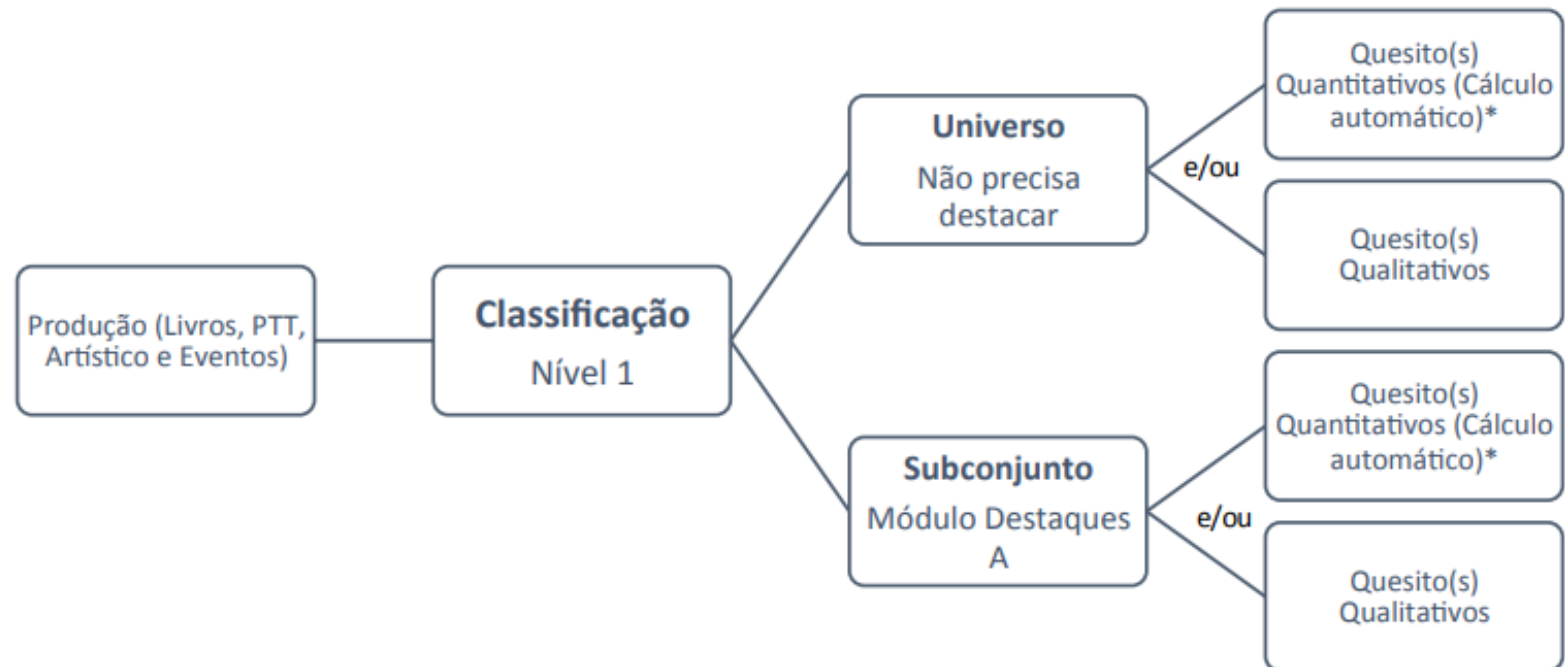 Produção (Livros, PTT,
Artístico e Eventos)
Classificação
Nível 1
Universo
Não precisa
destacar
e/ou
Quesito(s)
Quantitativos (Cálculo
automático)*
Quesito(s)
Qualitativos
Subconjunto
Módulo Destaques
A
e/ou
Quesito(s)
Quantitativos (Cálculo
automático)*
Quesito(s)
Qualitativos